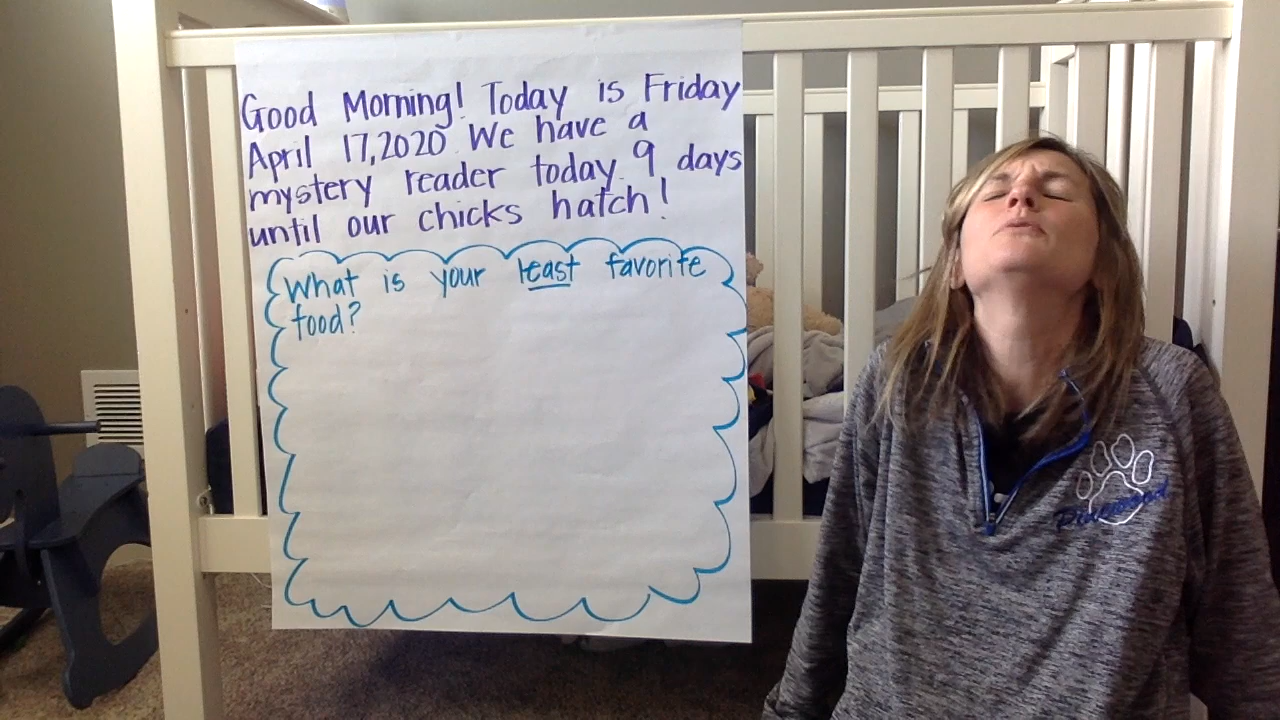 Good Morning! Today is Friday
April 17, 2020 We have a
mystery reader today. 9 days
until our chicks hatch!
What is your least favorite
food?